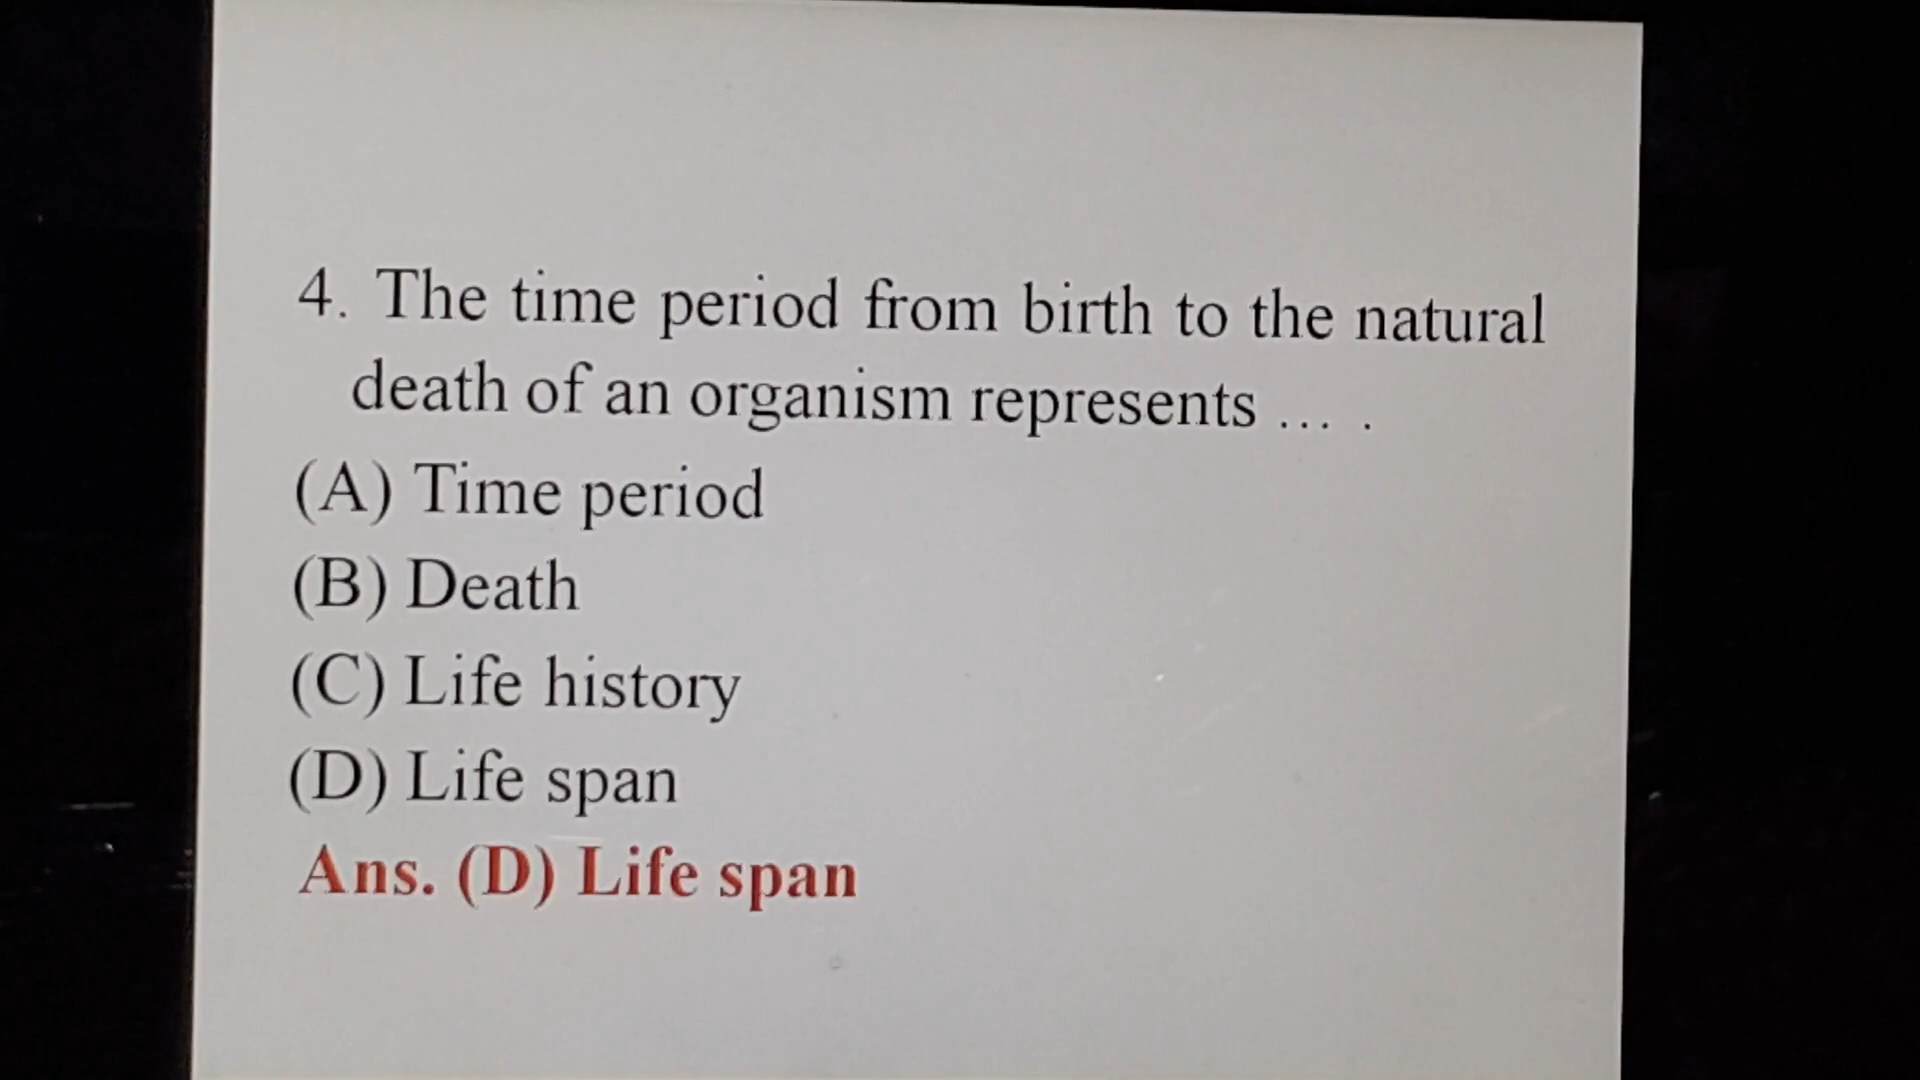 4. The time period from birth to the natural
death of an organism represents ... .
(A) Time period
(B) Death
(C) Life history
(D) Life span
Ans. (D) Life span